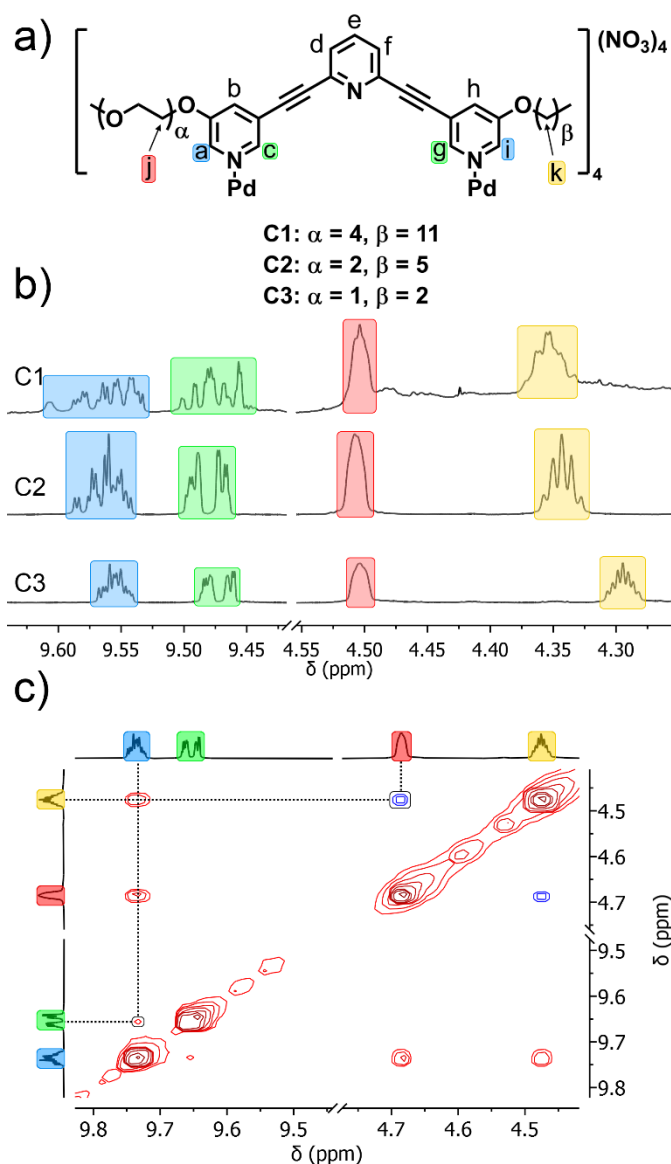 a)
e
d
f
(NO₃)₄
N
b
h
O
O
α
O
β
4
N
a
c
g
N
i
j
k
Pd
Pd
C1: α = 4, β = 11
C2: α = 2, β = 5
C3: α = 1, β = 2
b)
C1
C2
C3
9.60 9.55 9.50 9.45 4.55 4.50 4.45 4.40 4.35 4.30
δ (ppm) δ (ppm)
c)
4.5
4.6
4.7
δ (ppm)
9.5
9.6
9.7
9.8
9.8 9.7 9.6 9.5 4.7 4.5
δ (ppm) δ (ppm)